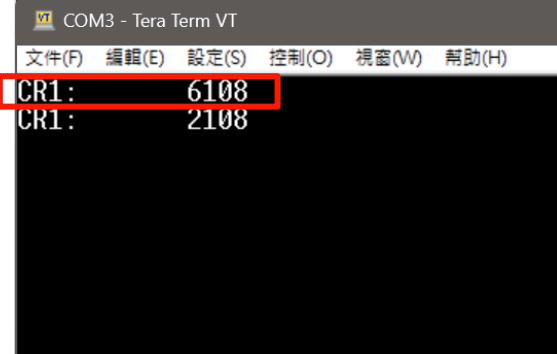 COM3 - Tera Term VT
文件(F) 編輯(E) 設定(S) 控制(O) 視窗(W) 幫助(H)
CR1: 6108
CR1: 2108